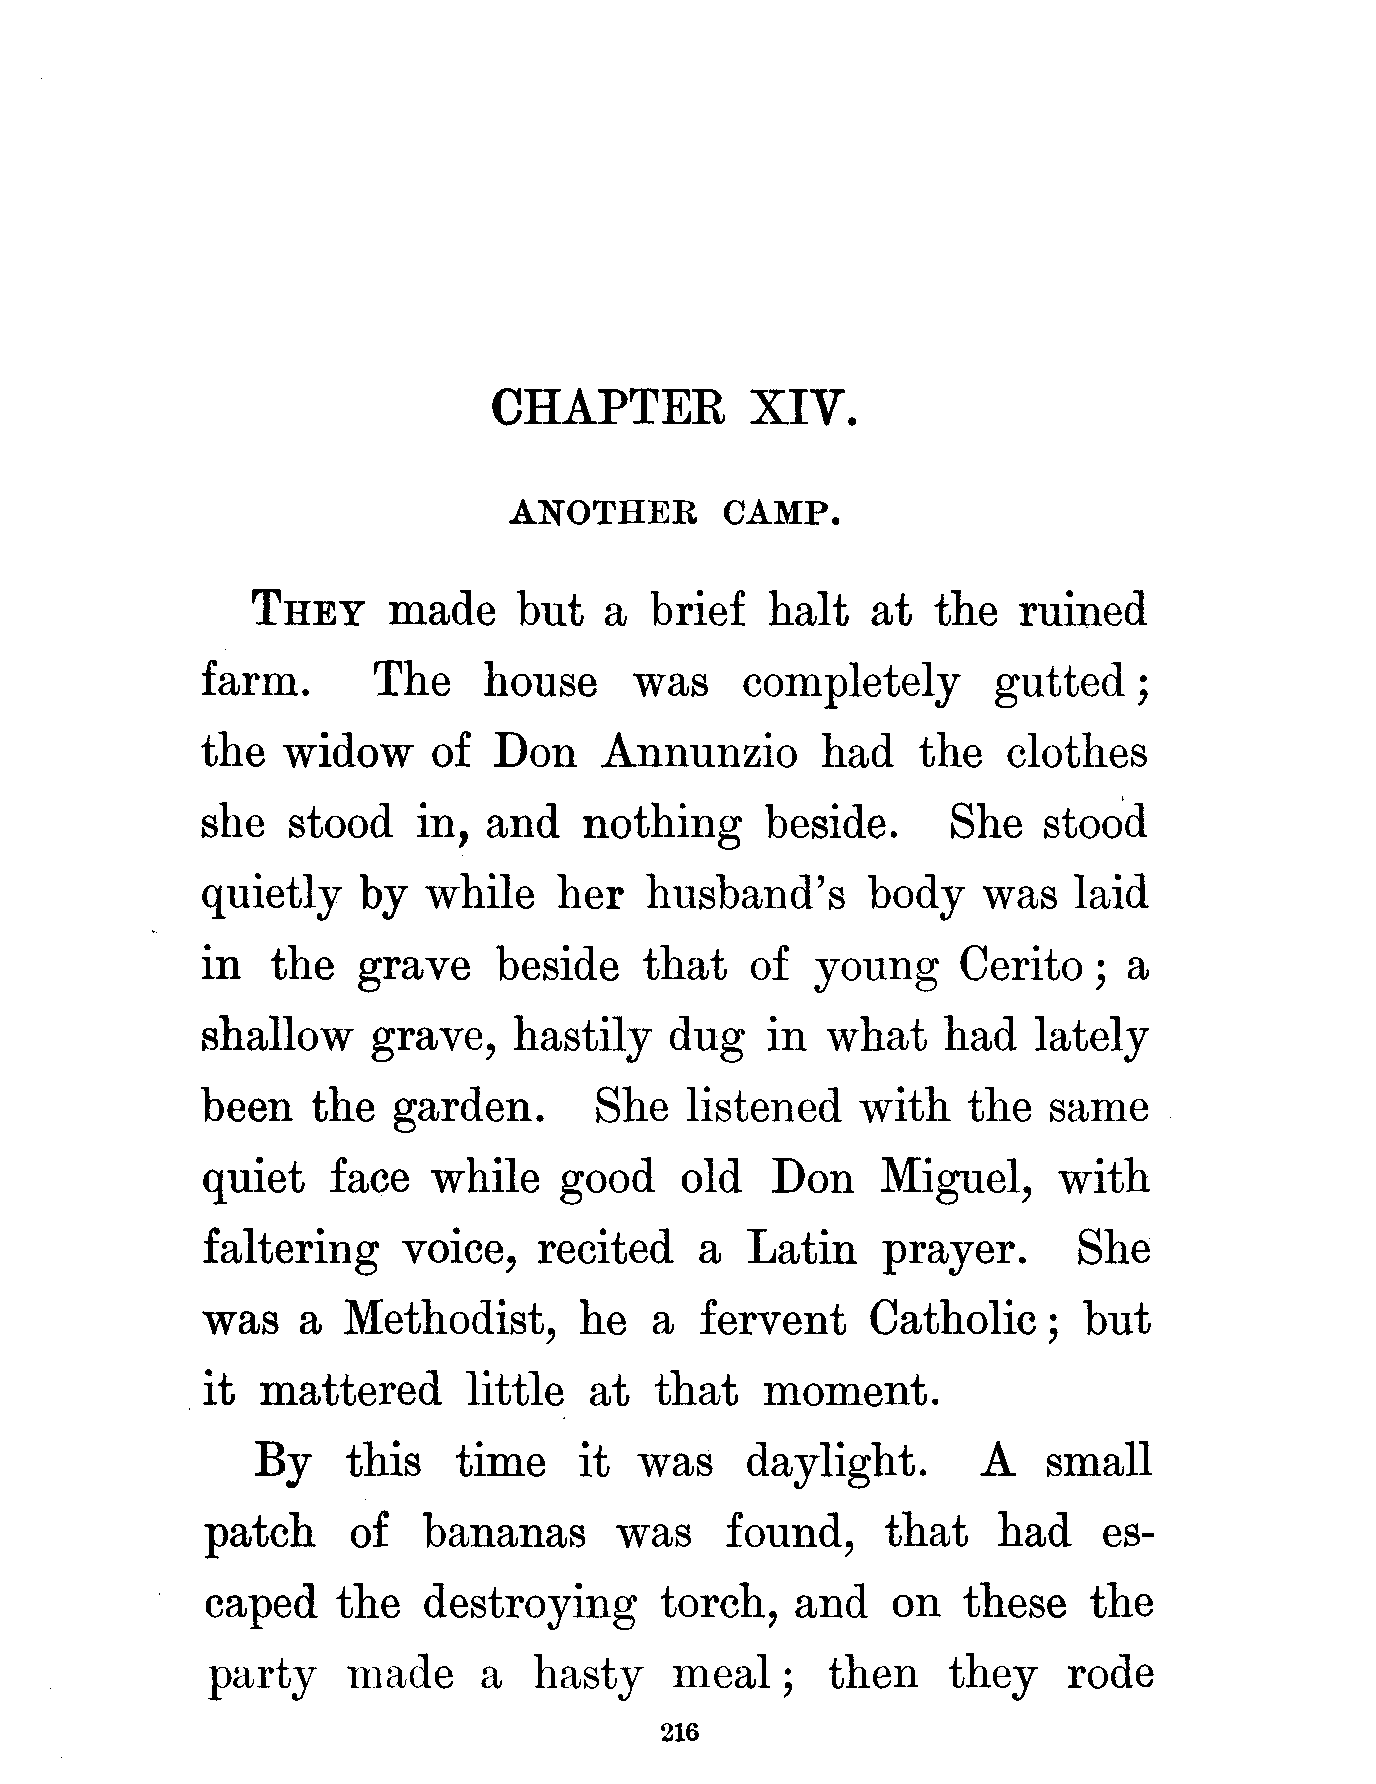 CHAPTER XIV.
ANOTHER CAMP.
THEY made but a brief halt at the ruined
farm. The house was completely gutted;
the widow of Don Annunzio had the clothes
she stood in, and nothing beside. She stood
quietly by while her husband's body was laid
in the grave beside that of young Cerito; a
shallow grave, hastily dug in what had lately
been the garden. She listened with the same
quiet face while good old Don Miguel, with
faltering voice, recited a Latin prayer. She
was a Methodist, he a fervent Catholic; but
it mattered little at that moment.
By this time it was daylight. A small
patch of bananas was found, that had es-
caped the destroying torch, and on these the
party made a hasty meal; then they rode
216